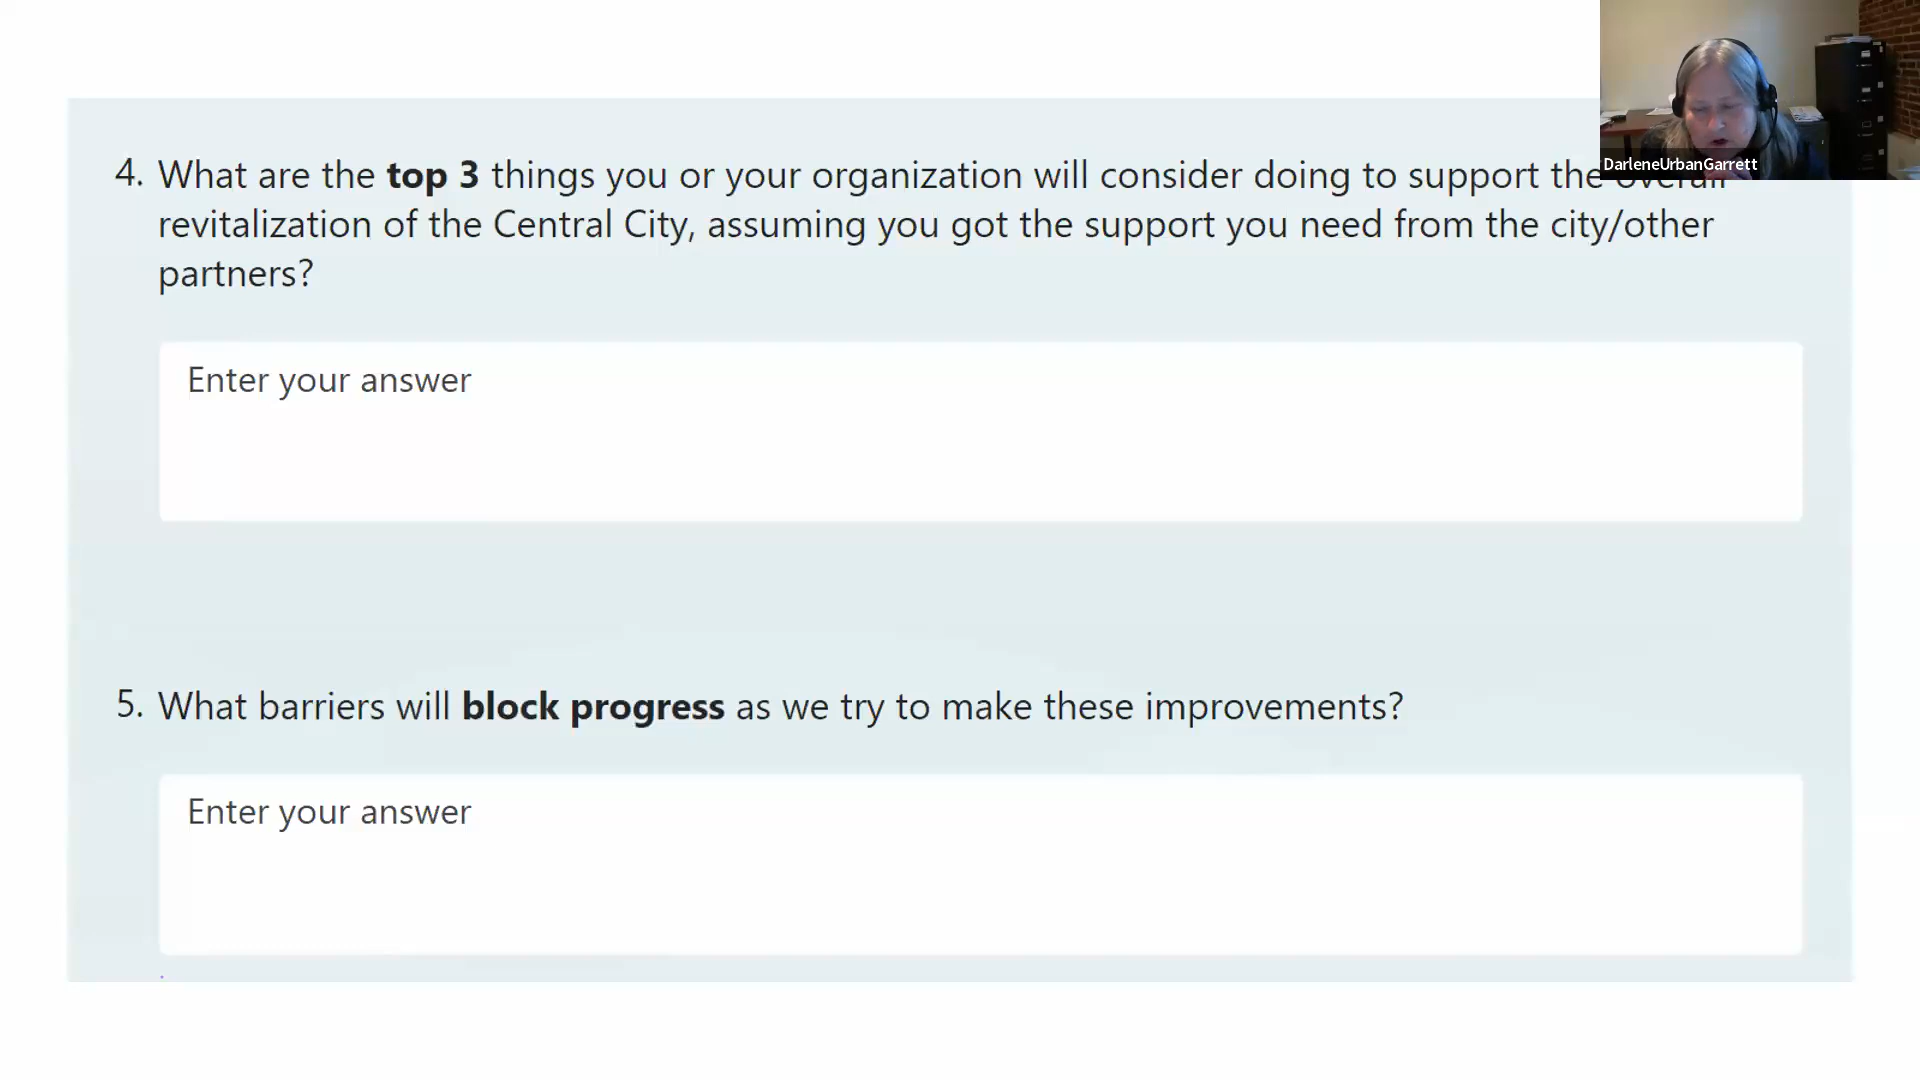 DarleneUrbanGarrett
4. What are the top 3 things you or your organization will consider doing to support the overall
revitalization of the Central City, assuming you got the support you need from the city/other
partners?
Enter your answer
5. What barriers will block progress as we try to make these improvements?
Enter your answer